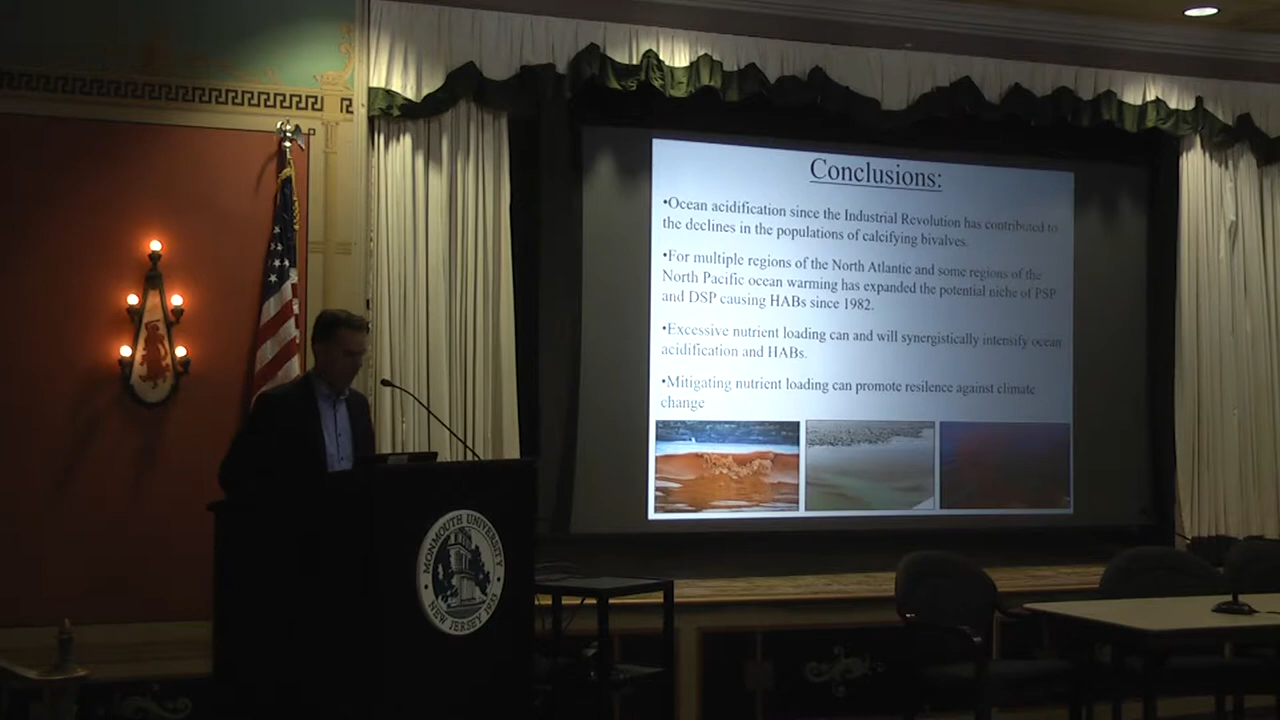 Conclusions:
•Ocean acidification since the Industrial Revolution has contributed to
the declines in the populations of calcifying bivalves.
•For multiple regions of the North Atlantic and some regions of the
North Pacific ocean warming has expanded the potential niche of PSP
and DSP causing HABs since 1982.
•Excessive nutrient loading can and will synergistically intensify ocean
acidification and HABs.
•Mitigating nutrient loading can promote resilence against climate
change
MONMOUTH UNIVERSITY
NEW JERSEY 1933